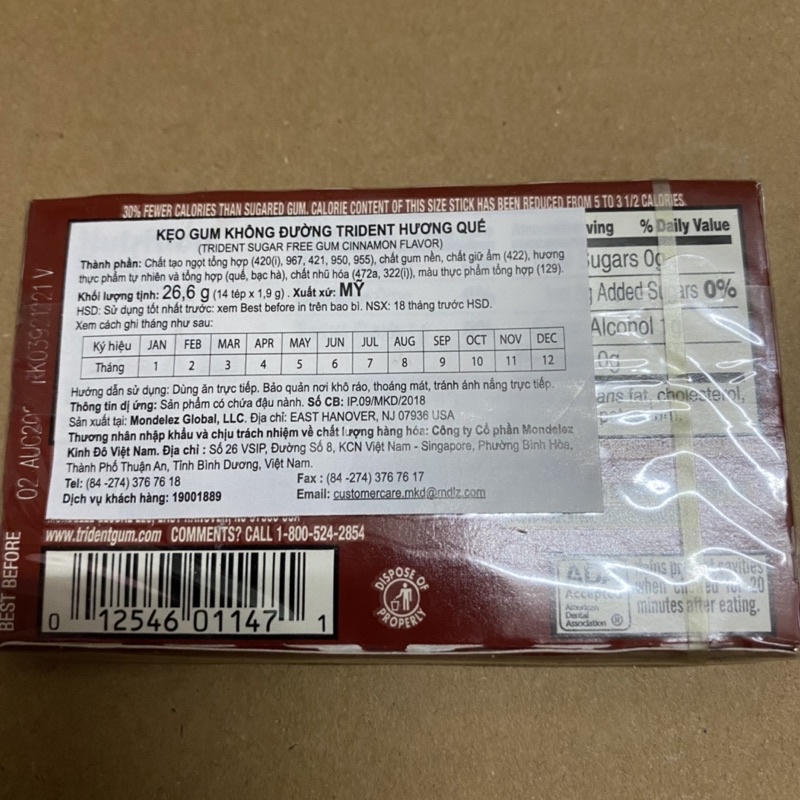 30% FEWER CALORIES THAN SUGARED GUM. CALORIE CONTENT OF THIS SIZE STICK HAS BEEN REDUCED FROM 5 TO 3 1/2 CALORIES.
KẸO GUM KHÔNG ĐƯỜNG TRIDENT HƯƠNG QUẾ
(TRIDENT SUGAR FREE GUM CINNAMON FLAVOR)
Thành phần: Chất tạo ngọt tổng hợp (420(i), 967, 421, 950, 955), chất gum nền, chất giữ ẩm (422), hương
thực phẩm tự nhiên và tổng hợp (quế, bạc hà), chất nhũ hóa (472a, 322(i)), màu thực phẩm tổng hợp (129).
Khối lượng tịnh: 26,6 g (14 tép x 1,9 g) . Xuất xứ: MỸ
HSD: Sử dụng tốt nhất trước: xem Best before in trên bao bì. NSX: 18 tháng trước HSD.
Xem cách ghi tháng như sau:
Ký hiệu JAN FEB MAR APR MAY JUN JUL AUG SEP OCT NOV DEC
Tháng 1 2 3 4 5 6 7 8 9 10 11 12
Hướng dẫn sử dụng: Dùng ăn trực tiếp. Bảo quản nơi khô ráo, thoáng mát, tránh ánh nắng trực tiếp.
Thông tin dị ứng: Sản phẩm có chứa đậu nành. Số CB: IP.09/MKD/2018
Sản xuất tại: Mondelez Global, LLC. Địa chỉ: EAST HANOVER, NJ 07936 USA
Thương nhân nhập khẩu và chịu trách nhiệm về chất lượng hàng hóa: Công ty Cổ phần Mondelez
Kinh Đô Việt Nam. Địa chỉ : Số 26 VSIP, Đường Số 8, KCN Việt Nam - Singapore, Phường Bình Hòa,
Thành Phố Thuận An, Tỉnh Bình Dương, Việt Nam.
Tel: (84 -274) 376 76 18 Fax : (84 -274) 376 76 17
Dịch vụ khách hàng: 19001889 Email: customercare.mkd@mdlz.com
% Daily Value
Sugars 0g
Added Sugars 0%
0g
cholesterol,
www.tridentgum.com COMMENTS? CALL 1-800-524-2854
0 12546 01147 1
DISPOSE OF
PROPERLY
ADA
Accepted
American
Dental
Association ®
cavities
when chewed for 20
minutes after eating.
BEST BEFORE
02 AUG